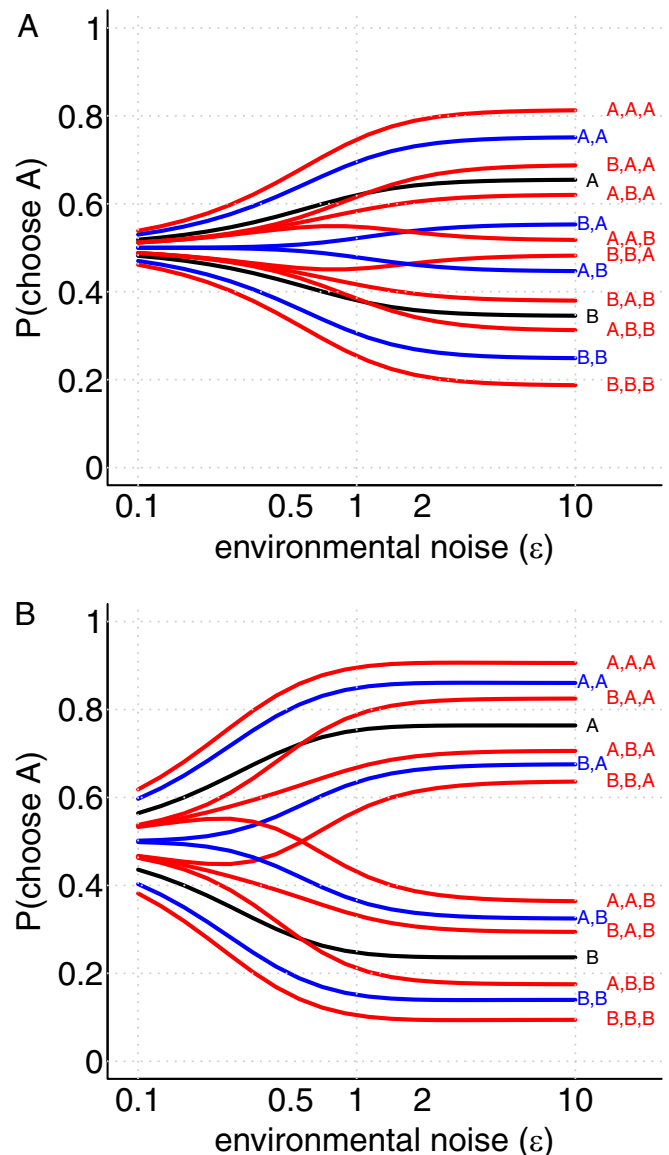 A
P(choose A)
1
0.8
0.6
0.4
0.2
0
A,A,A
A,A
B,A,A
A
A,B,A
B,A
A,A,B
B,B,A
A,B
B,A,B
B
A,B,B
B,B
B,B,B
0.1 0.5 1 2 10
environmental noise (ε)
B
P(choose A)
1
0.8
0.6
0.4
0.2
0
A,A,A
A,A
B,A,A
A
A,B,A
B,A
B,B,A
A,A,B
A,B
B,A,B
B
A,B,B
B,B
B,B,B
0.1 0.5 1 2 10
environmental noise (ε)